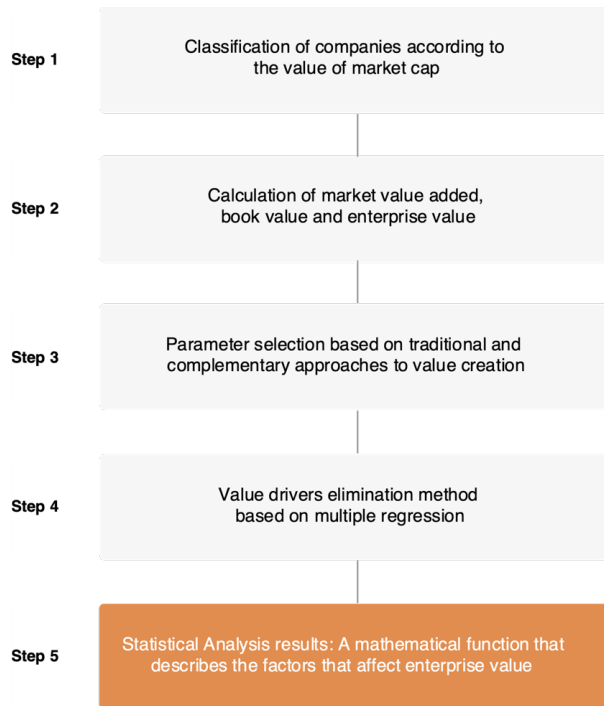 Step 1
Classification of companies according to
the value of market cap
Step 2
Calculation of market value added,
book value and enterprise value
Step 3
Parameter selection based on traditional and
complementary approaches to value creation
Step 4
Value drivers elimination method
based on multiple regression
Step 5
Statistical Analysis results: A mathematical function that
describes the factors that affect enterprise value